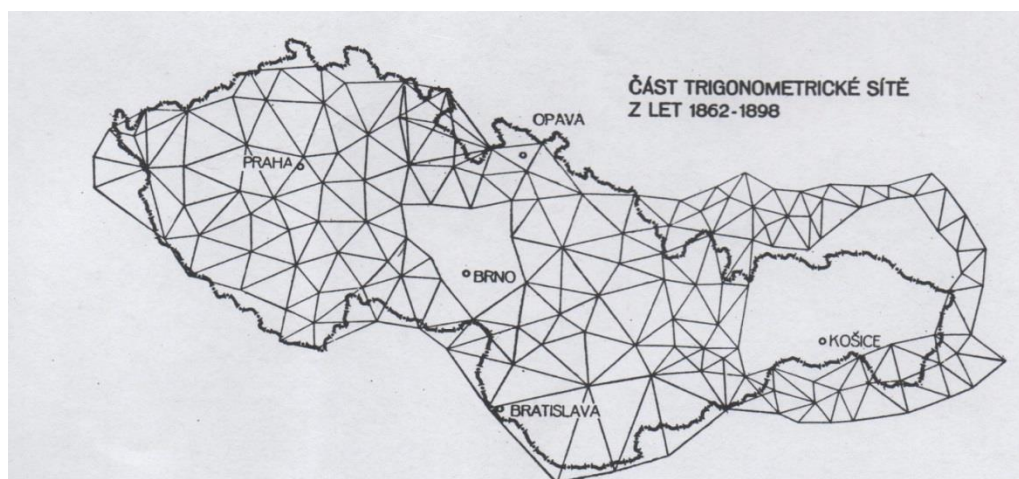 ČÁST TRIGONOMETRICKÉ SÍTĚ
Z LET 1862-1898
OPAVA
PRAHA
BRNO
KOŠICE
BRATISLAVA